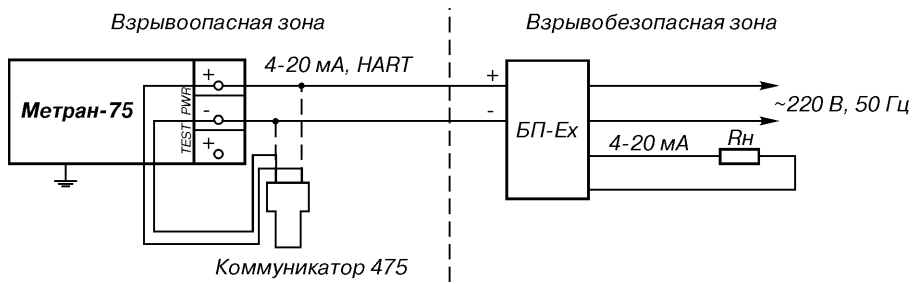 Взрывоопасная зона
Взрывобезопасная зона
4-20 мА, HART
Метран-75
+
PWR
-
TEST
+
+
-
БП-Ех
~220 В, 50 Гц
4-20 мА
Rн
Коммуникатор 475